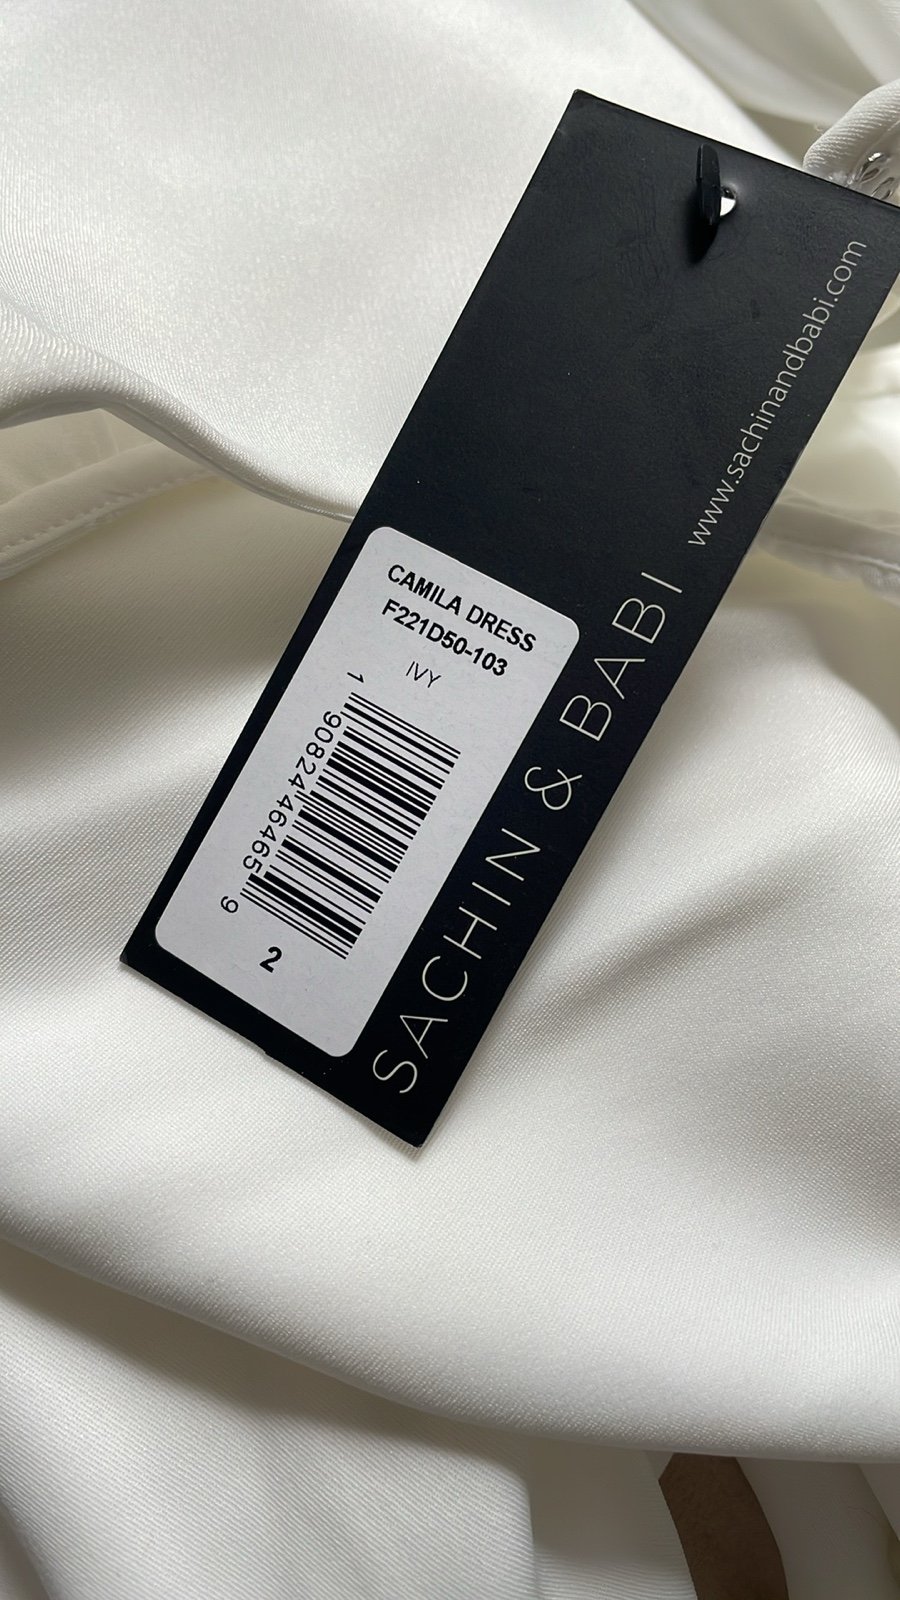 www.sachinandbabi.com
SACHIN & BABI
CAMILA DRESS
F221D50-103
IVY
1 90824 46465 9
2